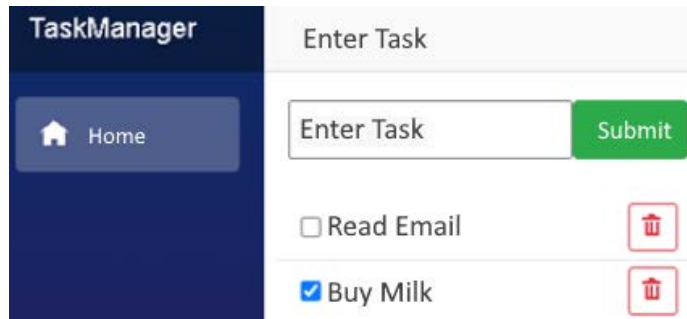 TaskManager
Enter Task
Home
Enter Task
Submit
Read Email
Buy Milk